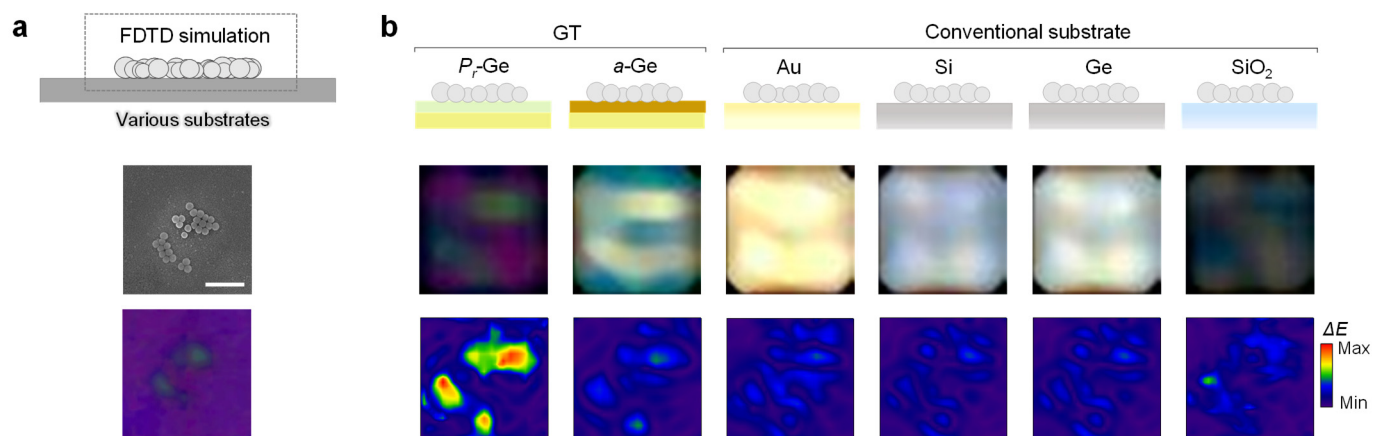 a
FDTD simulation
Various substrates
b
GT
Conventional substrate
Pr-Ge
a-Ge
Au
Si
Ge
SiO2
ΔE
Max
Min